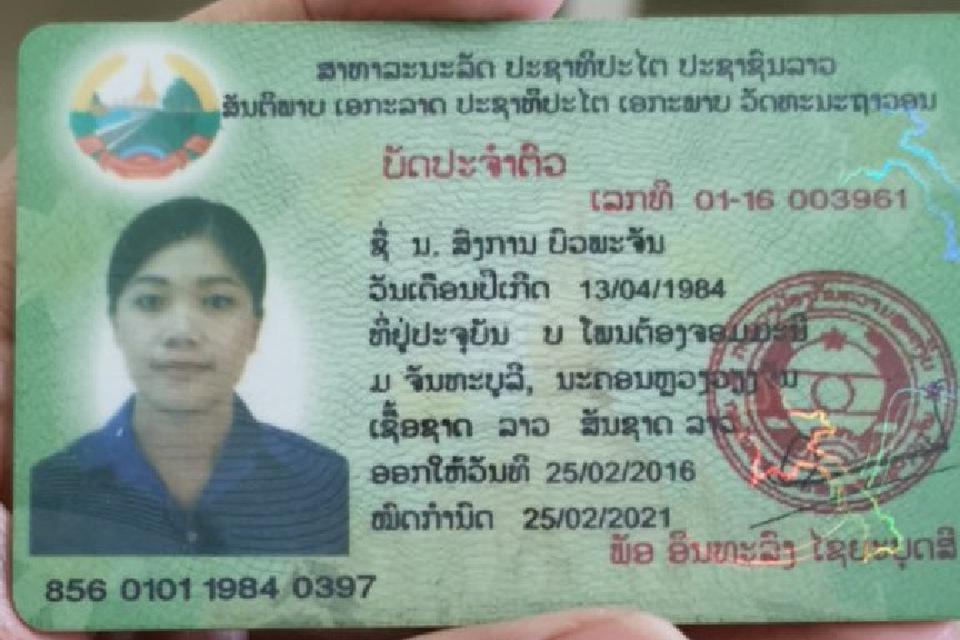 ສາທາລະນະລັດ ປະຊາທິປະໄຕ ປະຊາຊົນລາວ
ສັນຕິພາບ ເອກະລາດ ປະຊາທິປະໄຕ ເອກະພາບ ວັດທະນະຖາວອນ
ບັດປະຈຳຕົວ
ເລກທີ 01-16 003961
ຊື່ ນ. ສົງການ ບົວພະຈັນ
ວັນເດືອນປີເກີດ 13/04/1984
ທີ່ຢູ່ປະຈຸບັນ ບ ໂພນຕ້ອງຈອມມະນີ
ມ ຈັນທະບູລີ, ນະຄອນຫຼວງວຽງ
ເຊື້ອຊາດ ລາວ ສັນຊາດ ລາວ
ອອກໃຫ້ວັນທີ 25/02/2016
ໝົດກຳນົດ 25/02/2021
ພັອ ອິນທະລົງ ໄຊຍະປຸດສີ
856 0101 1984 0397